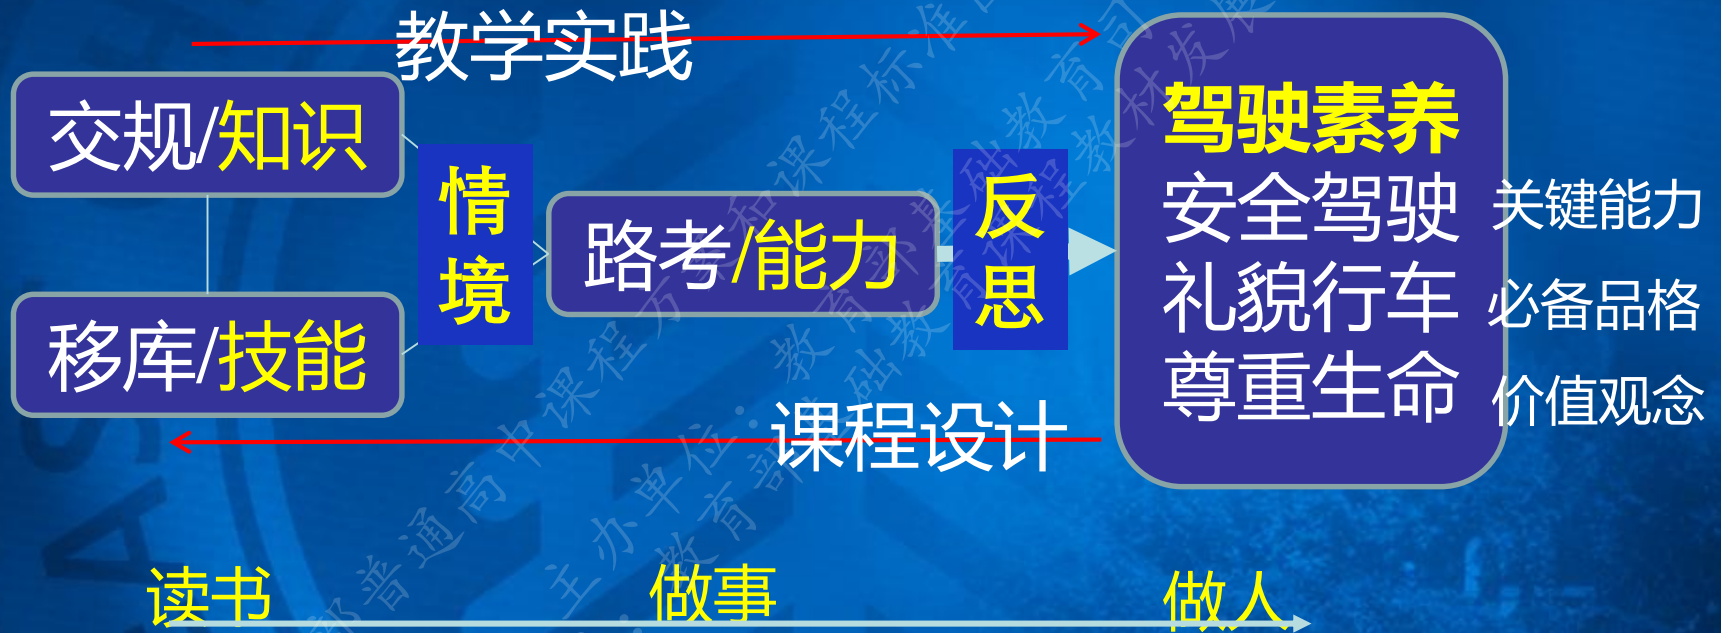 教学实践
交规/知识
移库/技能
情境
路考/能力
反思
驾驶素养
安全驾驶
礼貌行车
尊重生命
关键能力
必备品格
价值观念
课程设计
读书
做事
做人